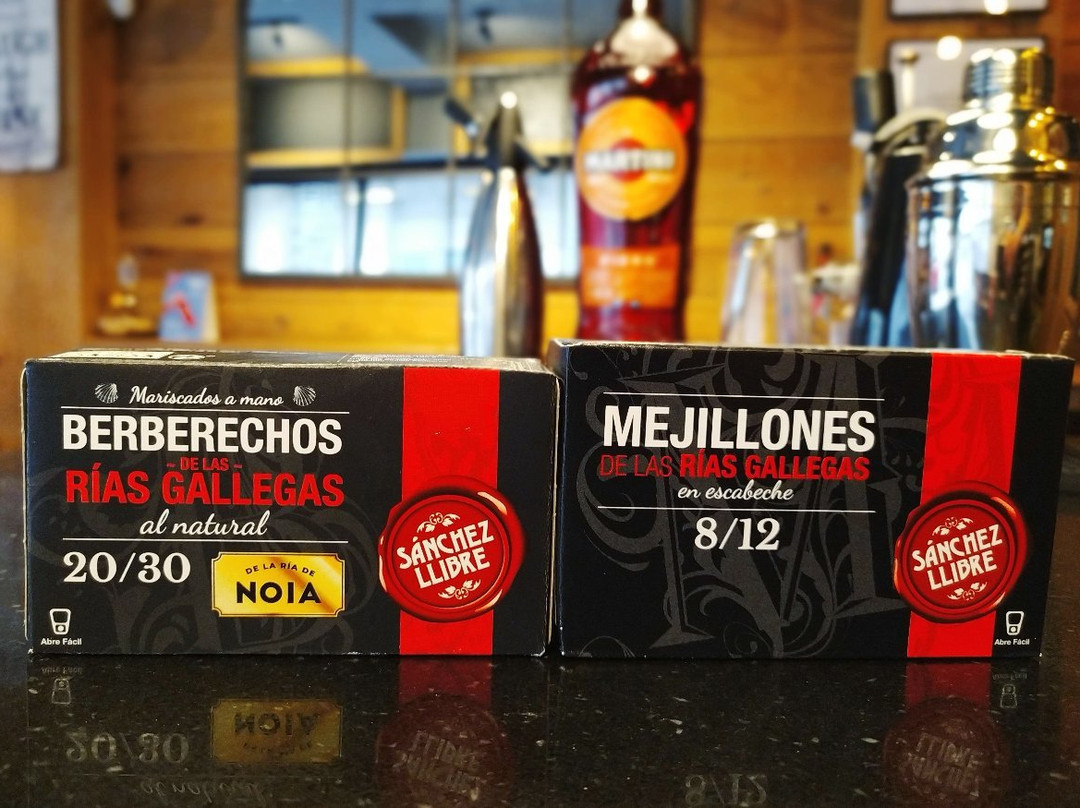 Mariscados a mano
BERBERECHOS
- DE LAS -
RÍAS GALLEGAS
al natural
20/30
DE LA RÍA DE
NOIA
SÁNCHEZ
LLIBRE
Abre Fácil
MEJILLONES
DE LAS RÍAS GALLEGAS
en escabeche
8/12
SÁNCHEZ
LLIBRE
Abre Fácil
MARTINI